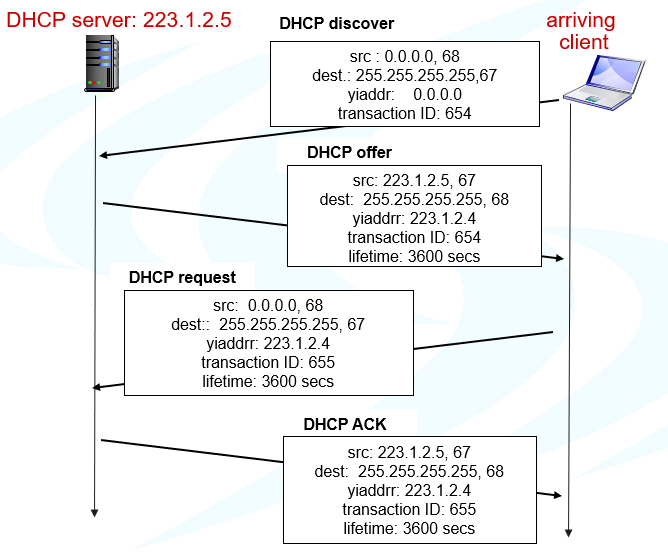 DHCP server: 223.1.2.5
DHCP discover
arriving
client
src : 0.0.0.0, 68
dest.: 255.255.255.255,67
yiaddr: 0.0.0.0
transaction ID: 654
DHCP offer
src: 223.1.2.5, 67
dest: 255.255.255.255, 68
yiaddrr: 223.1.2.4
transaction ID: 654
lifetime: 3600 secs
DHCP request
src: 0.0.0.0, 68
dest:: 255.255.255.255, 67
yiaddrr: 223.1.2.4
transaction ID: 655
lifetime: 3600 secs
DHCP ACK
src: 223.1.2.5, 67
dest: 255.255.255.255, 68
yiaddrr: 223.1.2.4
transaction ID: 655
lifetime: 3600 secs